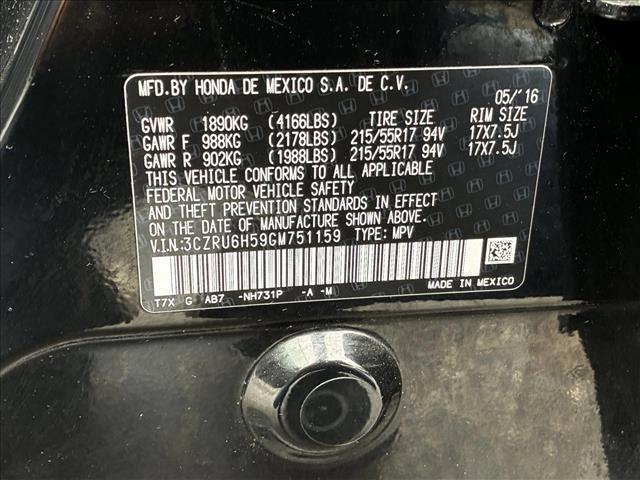 MFD.BY HONDA DE MEXICO S.A. DE C.V. 05/'16
GVWR 1890KG (4166LBS) TIRE SIZE RIM SIZE
GAWR F 988KG (2178LBS) 215/55R17 94V 17X7.5J
GAWR R 902KG (1988LBS) 215/55R17 94V 17X7.5J
THIS VEHICLE CONFORMS TO ALL APPLICABLE
FEDERAL MOTOR VEHICLE SAFETY
AND THEFT PREVENTION STANDARDS IN EFFECT
ON THE DATE OF MANUFACTURE SHOWN ABOVE.
V.I.N:3CZRU6H59GM751159 TYPE: MPV
T7X G AB7 -NH731P -A -M MADE IN MEXICO